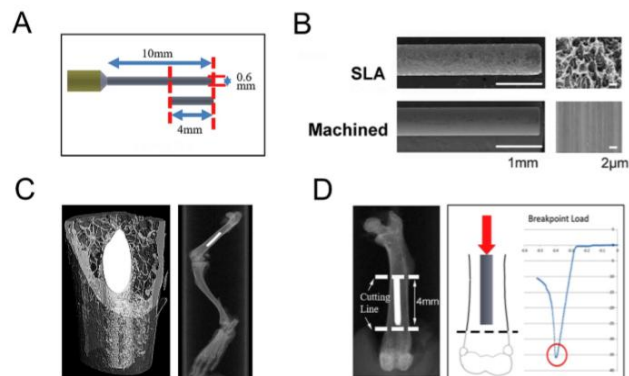 A
10mm
0.6
mm
4mm
B
SLA
Machined
1mm
2μm
C
D
Cutting
Line
4mm
Breakpoint Load